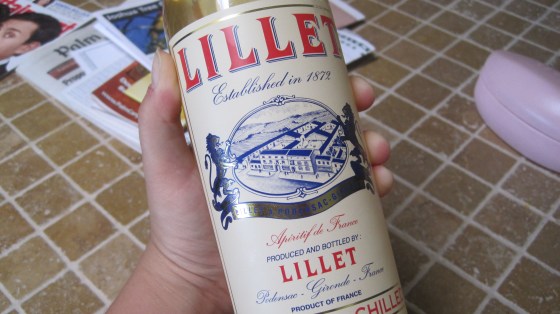 Palm
LILLET
Established in 1872
Apéritif de France
PRODUCED AND BOTTLED BY :
LILLET
Podensac - Gironde - France
PRODUCT OF FRANCE
CHILLED